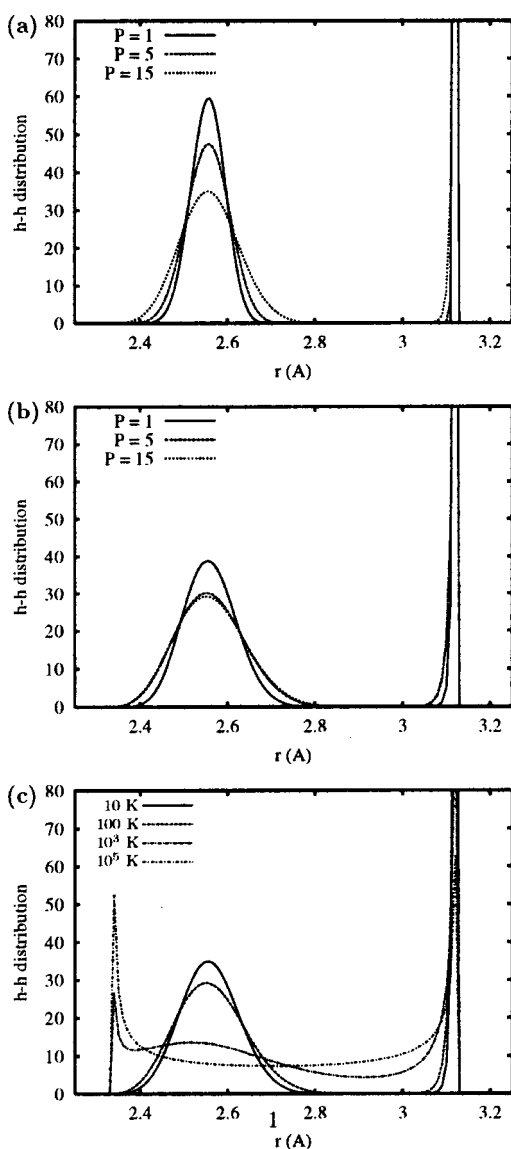 (a)
P = 1
P = 5
P = 15
h-h distribution
80
70
60
50
40
30
20
10
0
2.4 2.6 2.8 3 3.2
r (A)
(b)
P = 1
P = 5
P = 15
h-h distribution
80
70
60
50
40
30
20
10
0
2.4 2.6 2.8 3 3.2
r (A)
(c)
10 K
100 K
10³ K
10⁵ K
h-h distribution
80
70
60
50
40
30
20
10
0
2.4 2.6 2.8 3 3.2
1
r (A)